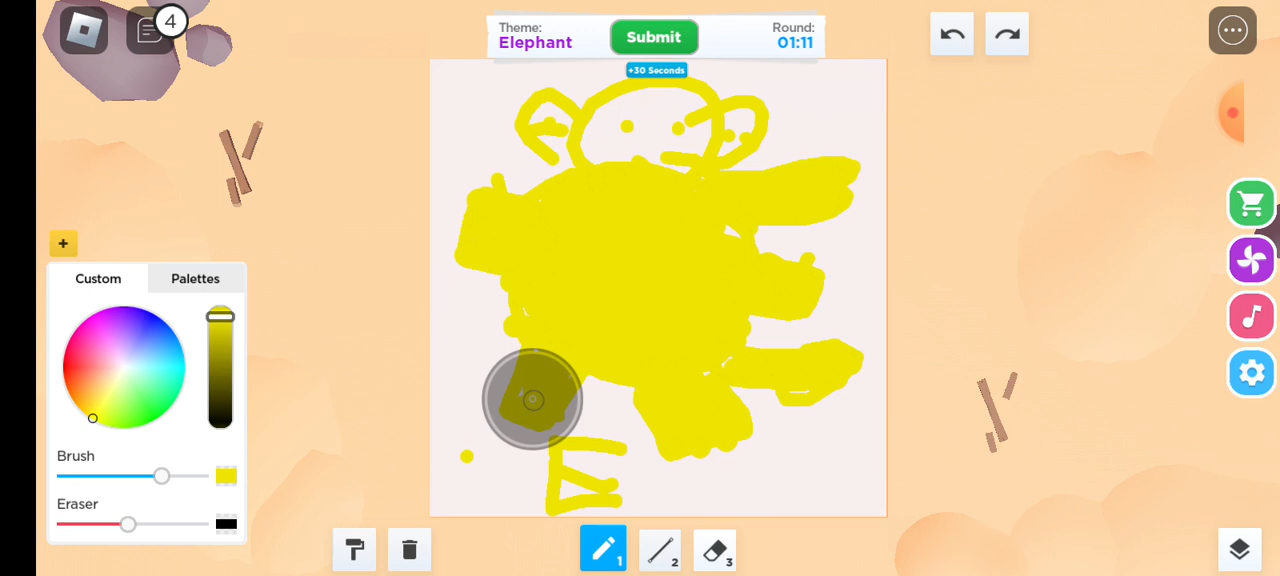 4
Theme:
Elephant
Submit
Round:
01:11
+30 Seconds
+
Custom
Palettes
Brush
Eraser
E
1
2
3